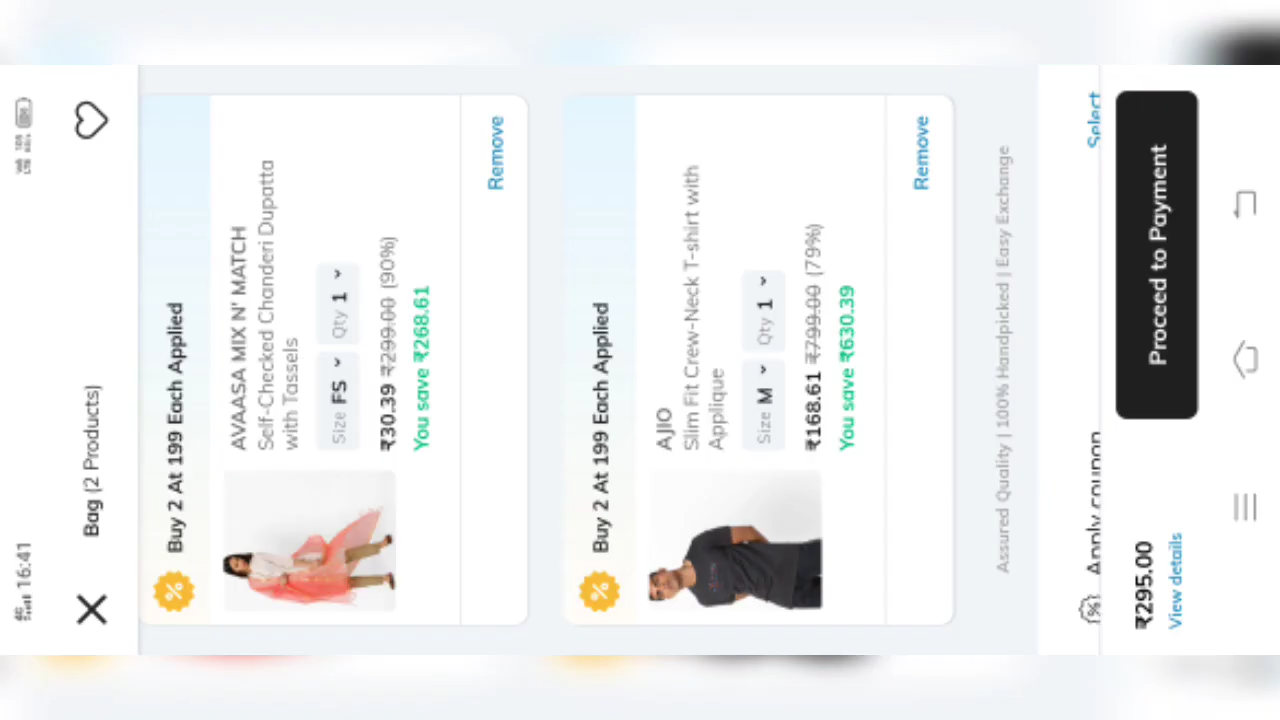 16:41
Bag (2 Products)
Buy 2 At 199 Each Applied
AVAASA MIX N' MATCH
Self-Checked Chanderi Dupatta
with Tassels
Size FS Qty 1
₹30.39 ₹299.00 (90%)
You save ₹268.61
Remove
Buy 2 At 199 Each Applied
AJIO
Slim Fit Crew-Neck T-shirt with
Applique
Size M Qty 1
₹168.61 ₹799.00 (79%)
You save ₹630.39
Remove
Assured Quality | 100% Handpicked | Easy Exchange
Apply coupon Select
₹295.00
View details
Proceed to Payment